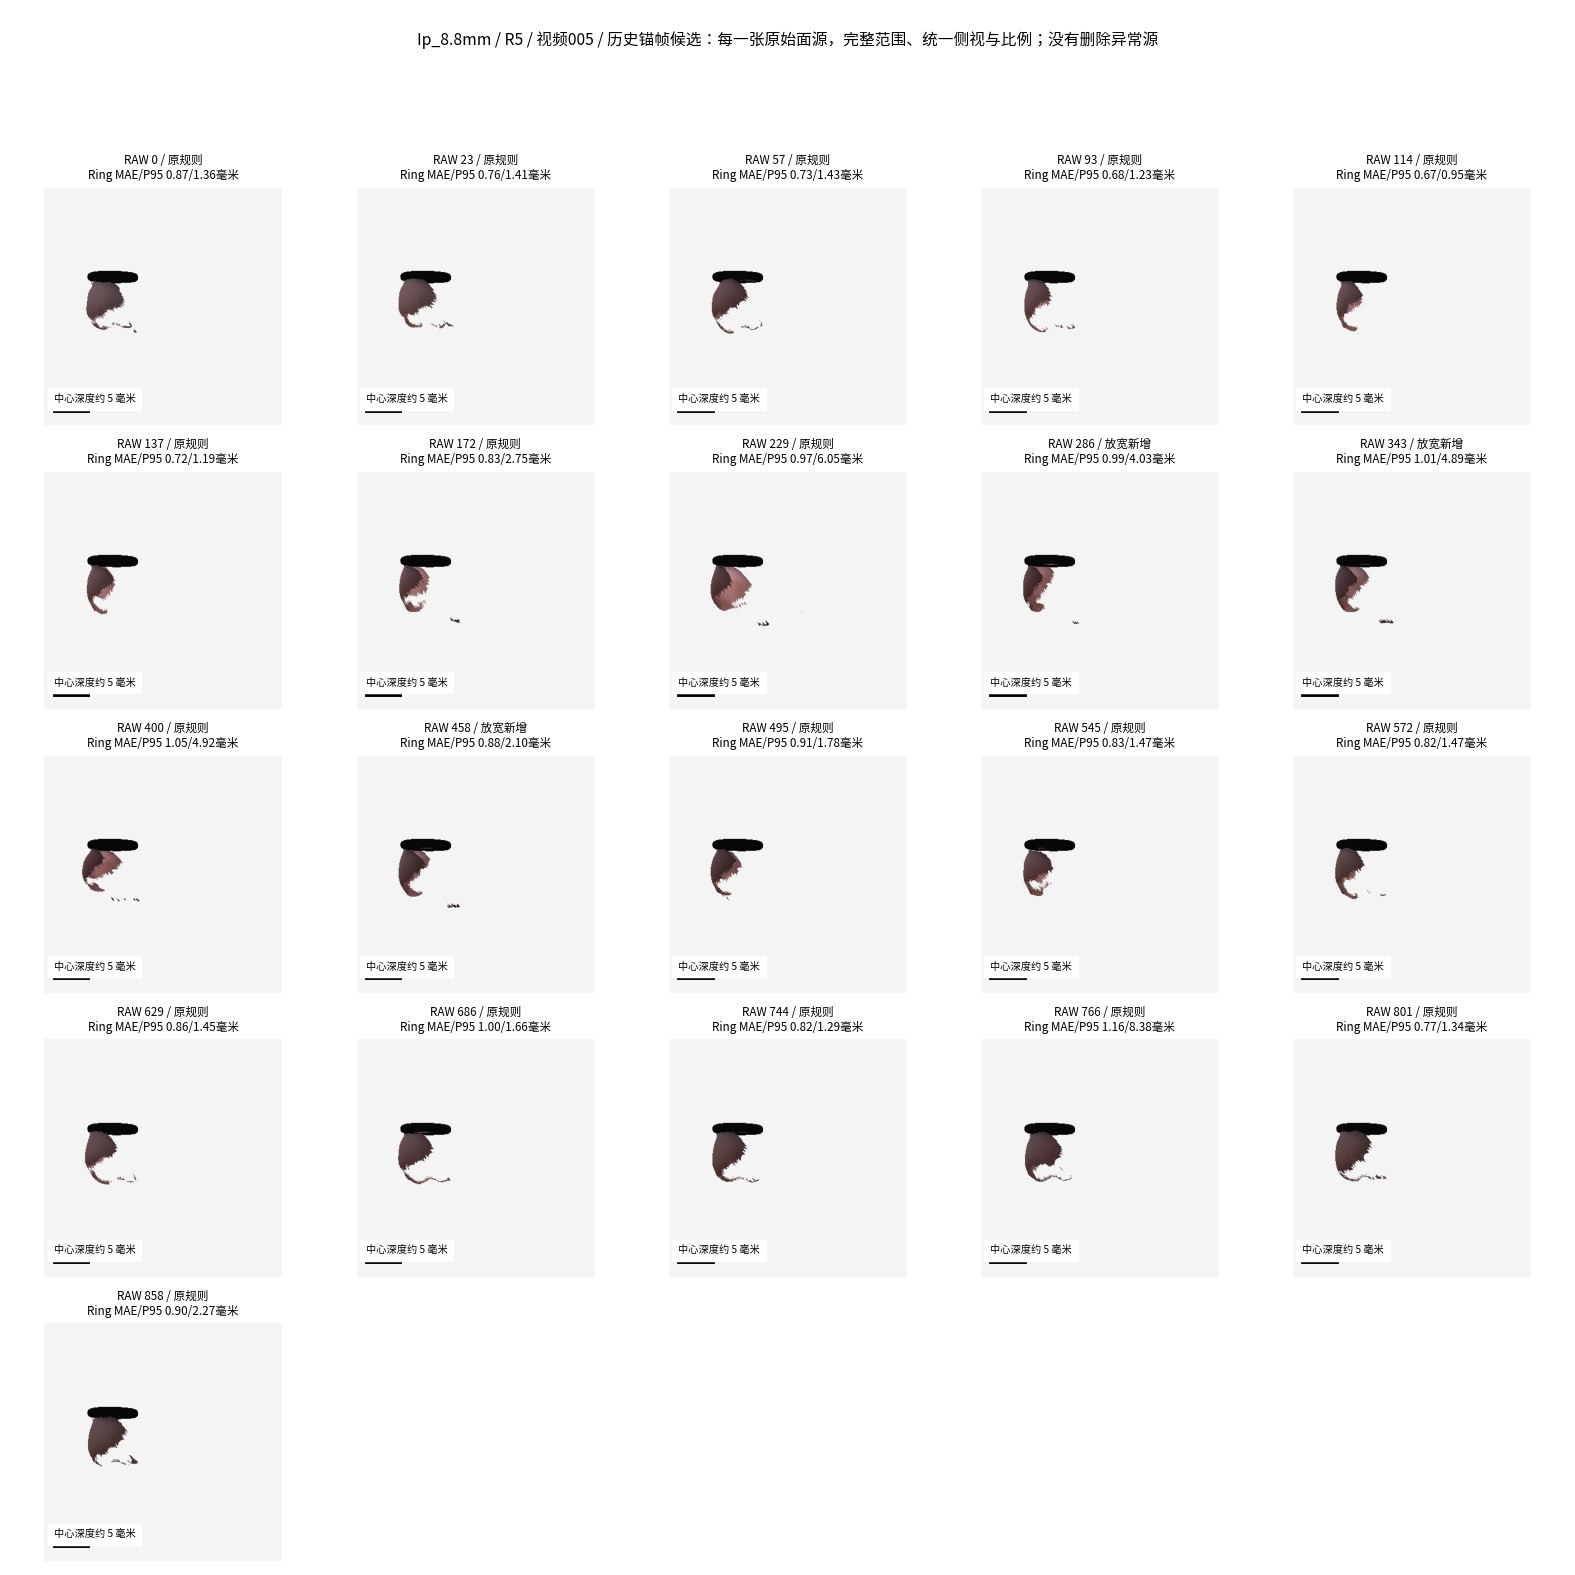 Ip_8.8mm / R5 / 视频005 / 历史锚帧候选：每一张原始面源，完整范围、统一侧视与比例；没有删除异常源
RAW 0 / 原规则
Ring MAE/P95 0.87/1.36毫米
中心深度约 5 毫米
RAW 23 / 原规则
Ring MAE/P95 0.76/1.41毫米
中心深度约 5 毫米
RAW 57 / 原规则
Ring MAE/P95 0.73/1.43毫米
中心深度约 5 毫米
RAW 93 / 原规则
Ring MAE/P95 0.68/1.23毫米
中心深度约 5 毫米
RAW 114 / 原规则
Ring MAE/P95 0.67/0.95毫米
中心深度约 5 毫米
RAW 137 / 原规则
Ring MAE/P95 0.72/1.19毫米
中心深度约 5 毫米
RAW 172 / 原规则
Ring MAE/P95 0.83/2.75毫米
中心深度约 5 毫米
RAW 229 / 原规则
Ring MAE/P95 0.97/6.05毫米
中心深度约 5 毫米
RAW 286 / 放宽新增
Ring MAE/P95 0.99/4.03毫米
中心深度约 5 毫米
RAW 343 / 放宽新增
Ring MAE/P95 1.01/4.89毫米
中心深度约 5 毫米
RAW 400 / 原规则
Ring MAE/P95 1.05/4.92毫米
中心深度约 5 毫米
RAW 458 / 放宽新增
Ring MAE/P95 0.88/2.10毫米
中心深度约 5 毫米
RAW 495 / 原规则
Ring MAE/P95 0.91/1.78毫米
中心深度约 5 毫米
RAW 545 / 原规则
Ring MAE/P95 0.83/1.47毫米
中心深度约 5 毫米
RAW 572 / 原规则
Ring MAE/P95 0.82/1.47毫米
中心深度约 5 毫米
RAW 629 / 原规则
Ring MAE/P95 0.86/1.45毫米
中心深度约 5 毫米
RAW 686 / 原规则
Ring MAE/P95 1.00/1.66毫米
中心深度约 5 毫米
RAW 744 / 原规则
Ring MAE/P95 0.82/1.29毫米
中心深度约 5 毫米
RAW 766 / 原规则
Ring MAE/P95 1.16/8.38毫米
中心深度约 5 毫米
RAW 801 / 原规则
Ring MAE/P95 0.77/1.34毫米
中心深度约 5 毫米
RAW 858 / 原规则
Ring MAE/P95 0.90/2.27毫米
中心深度约 5 毫米